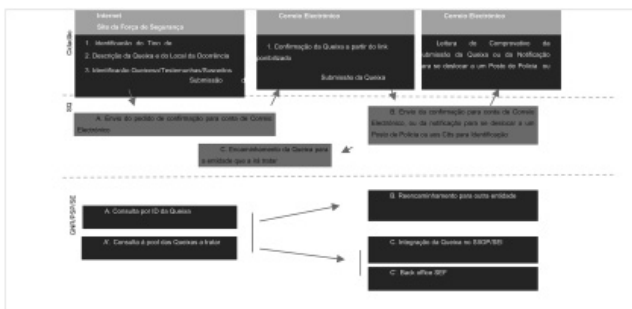 Internet
Site da Força de Segurança
Correio Electrónico
Correio Electrónico
Cidadão
1. Identificação do Tipo de
2. Descrição da Queixa e do Local da Ocorrência
3. Identificação Queixoso/Testemunhas/Suspeitos
Submissão d
1. Confirmação da Queixa a partir do link
Submissão da Queixa
Leitura do Comprovativo da
Submissão da Queixa ou da Notificação
para se deslocar a um Posto de Polícia ou
A. Envio do pedido de confirmação para conta de Correio
Electrónico
B. Envio da confirmação para conta de Correio
Electrónico, ou da notificação para se deslocar a um
Posto de Polícia ou um para Identificação
C. Encaminhamento da Queixa para
a entidade que a irá tratar
GNR/PSP/SEF
A. Consulta por ID da Queixa
A'. Consulta à pool das Queixas a tratar
B. Reencaminhamento para outra entidade
C. Integração da Queixa no
C'. Back office SEF